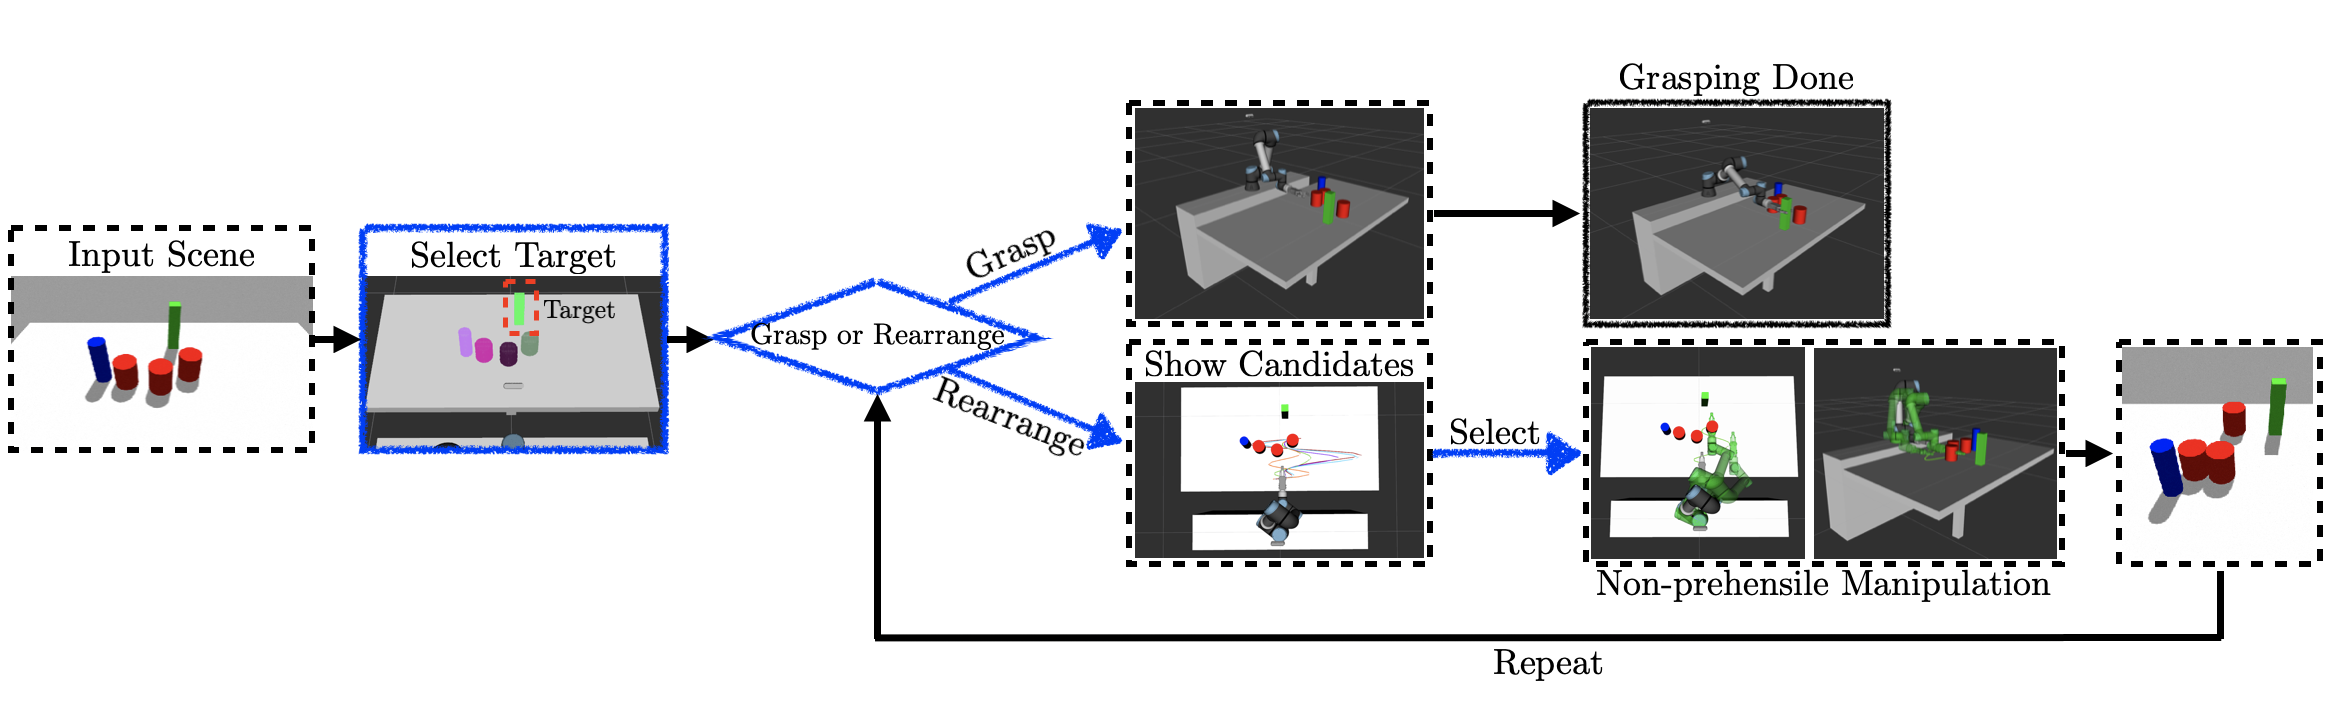 Input Scene
Select Target
Target
Grasp or Rearrange
Grasp
Rearrange
Grasping Done
Show Candidates
Select
Non-prehensile Manipulation
Repeat